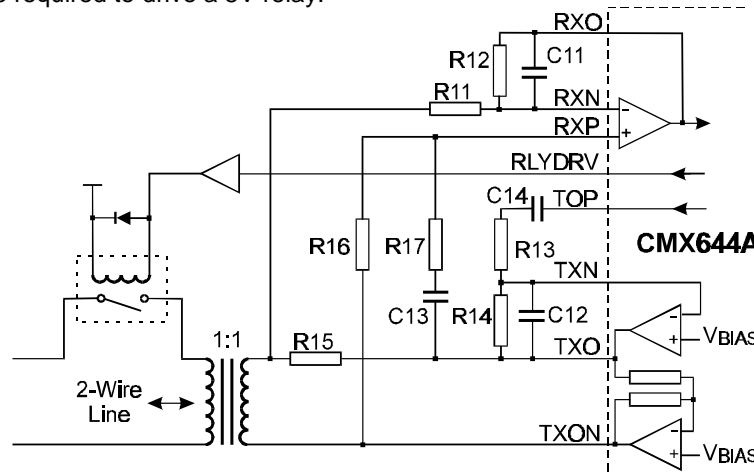 required to drive a 5V relay.
RXO
R12
C11
R11
RXN
RXP
RLYDRV
C14
TOP
R16
R17
R13
CMX644A
TXN
C13
R14
C12
VBIAS
1:1
R15
TXO
2-Wire
Line
TXON
VBIAS